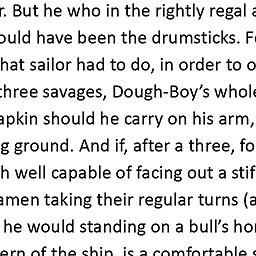 r. But he who in the rightly regal a
ould have been the drumsticks. F
hat sailor had to do, in order to o
three savages, Dough-Boy’s whole
apkin should he carry on his arm,
g ground. And if, after a three, fo
h well capable of facing out a stif
amen taking their regular turns (a
he would standing on a bull’s hor
ern of the ship, is a comfortable s